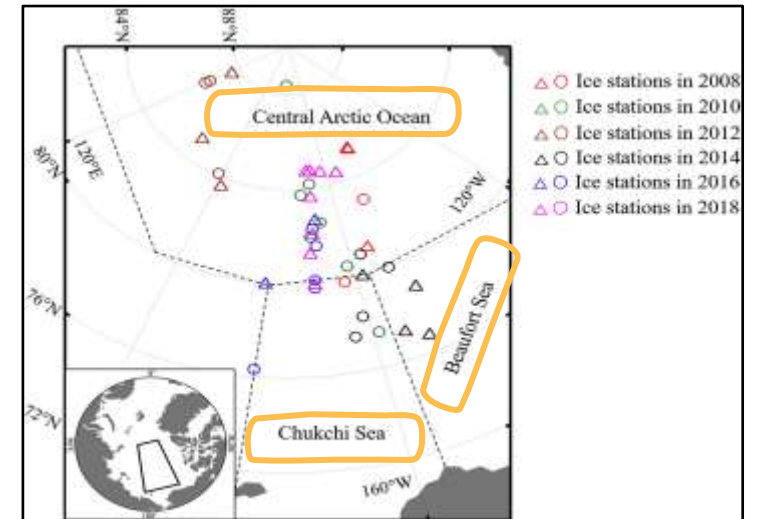 84°N
88°N
Central Arctic Ocean
80°N
120°E
120°W
76°N
Beaufort Sea
72°N
Chukchi Sea
160°W
Ice stations in 2008
Ice stations in 2010
Ice stations in 2012
Ice stations in 2014
Ice stations in 2016
Ice stations in 2018